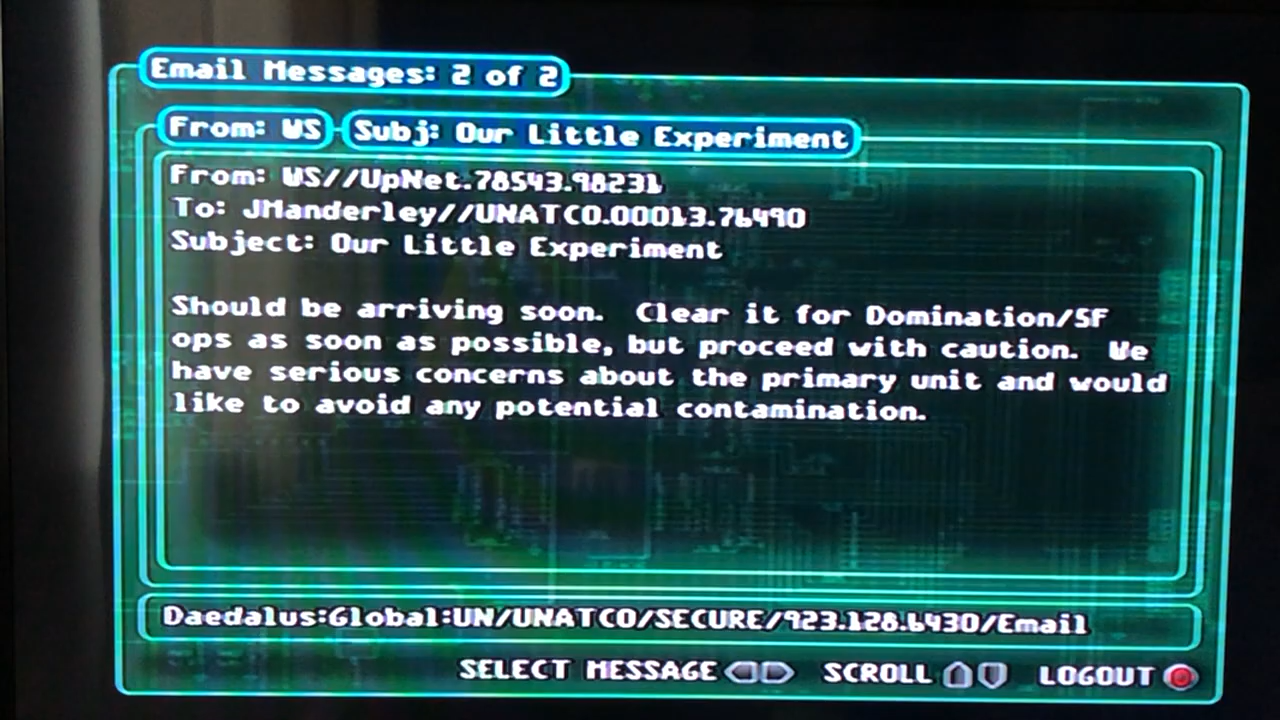 Email Messages: 2 of 2
From: WS Subj: Our Little Experiment
From: WS//UpNet.78543.98231
To: JManderley//UNATCO.00013.76490
Subject: Our Little Experiment
Should be arriving soon. Clear it for Domination/SF
ops as soon as possible, but proceed with caution. We
have serious concerns about the primary unit and would
like to avoid any potential contamination.
Daedalus:Global:UN/UNATCO/SECURE/923.128.6430/Email
SELECT MESSAGE SCROLL LOGOUT